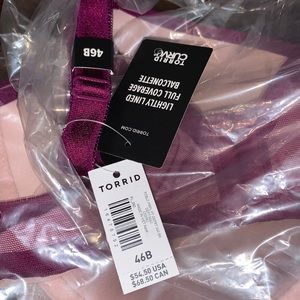 46B
TORRID
CURVE
LIGHTLY LINED
FULL COVERAGE
BALCONETTE
TORRID.COM
TORRID
46B
$54.50 USA
$68.50 CAN